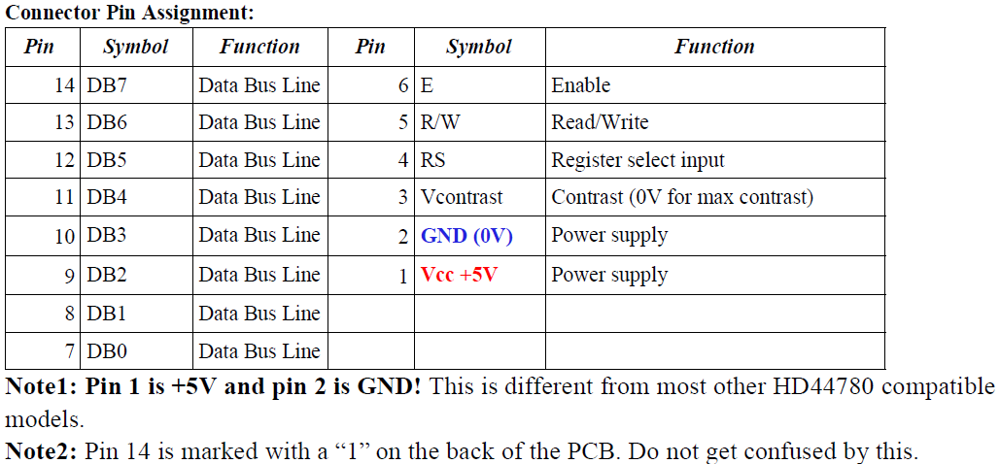 Connector Pin Assignment:
Pin Symbol Function Pin Symbol Function
14 DB7 Data Bus Line 6 E Enable
13 DB6 Data Bus Line 5 R/W Read/Write
12 DB5 Data Bus Line 4 RS Register select input
11 DB4 Data Bus Line 3 Vcontrast Contrast (0V for max contrast)
10 DB3 Data Bus Line 2 GND (0V) Power supply
9 DB2 Data Bus Line 1 Vcc +5V Power supply
8 DB1 Data Bus Line
7 DB0 Data Bus Line
Note1: Pin 1 is +5V and pin 2 is GND! This is different from most other HD44780 compatible
models.
Note2: Pin 14 is marked with a “1” on the back of the PCB. Do not get confused by this.